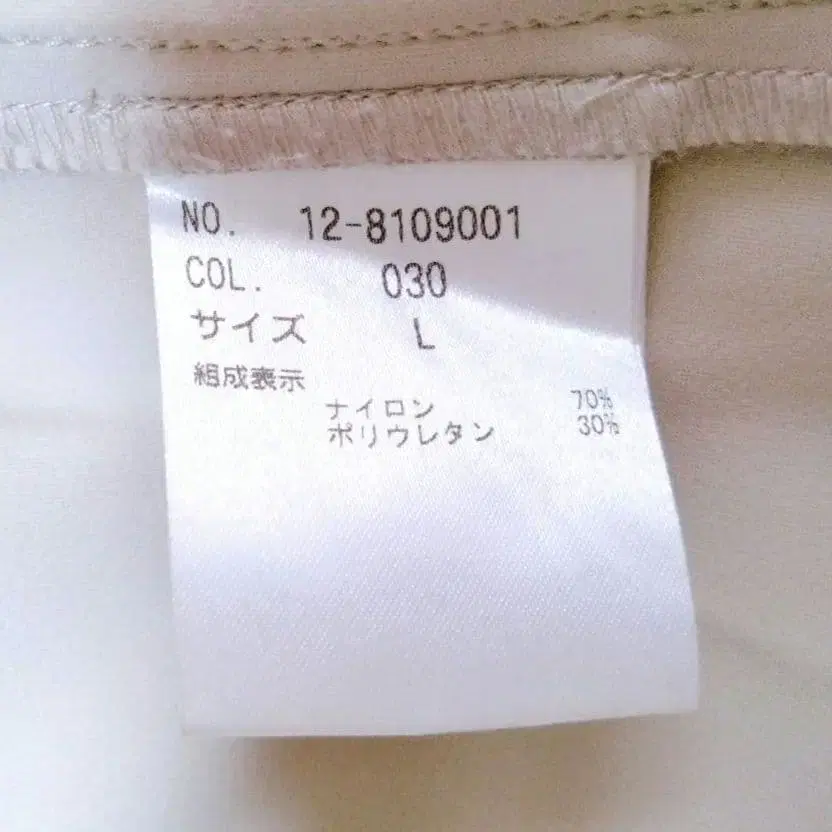 NO. 12-8109001
COL. 030
サイズ L
組成表示
ナイロン 70%
ポリウレタン 30%